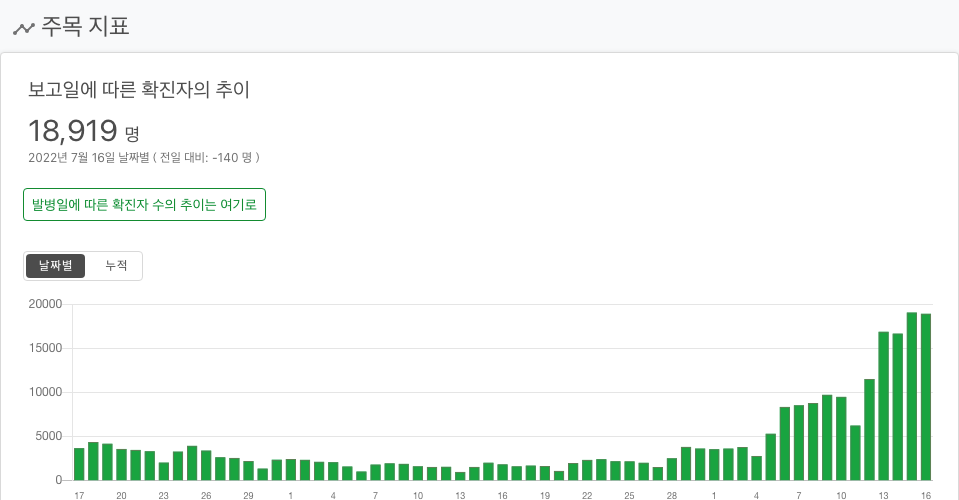 주목 지표
보고일에 따른 확진자의 추이
18,919 명
2022년 7월 16일 날짜별 ( 전일 대비: -140 명 )
발병일에 따른 확진자 수의 추이는 여기로
날짜별 누적
20000
15000
10000
5000
0
17 20 23 26 29 1 4 7 10 13 16 19 22 25 28 1 4 7 10 13 16